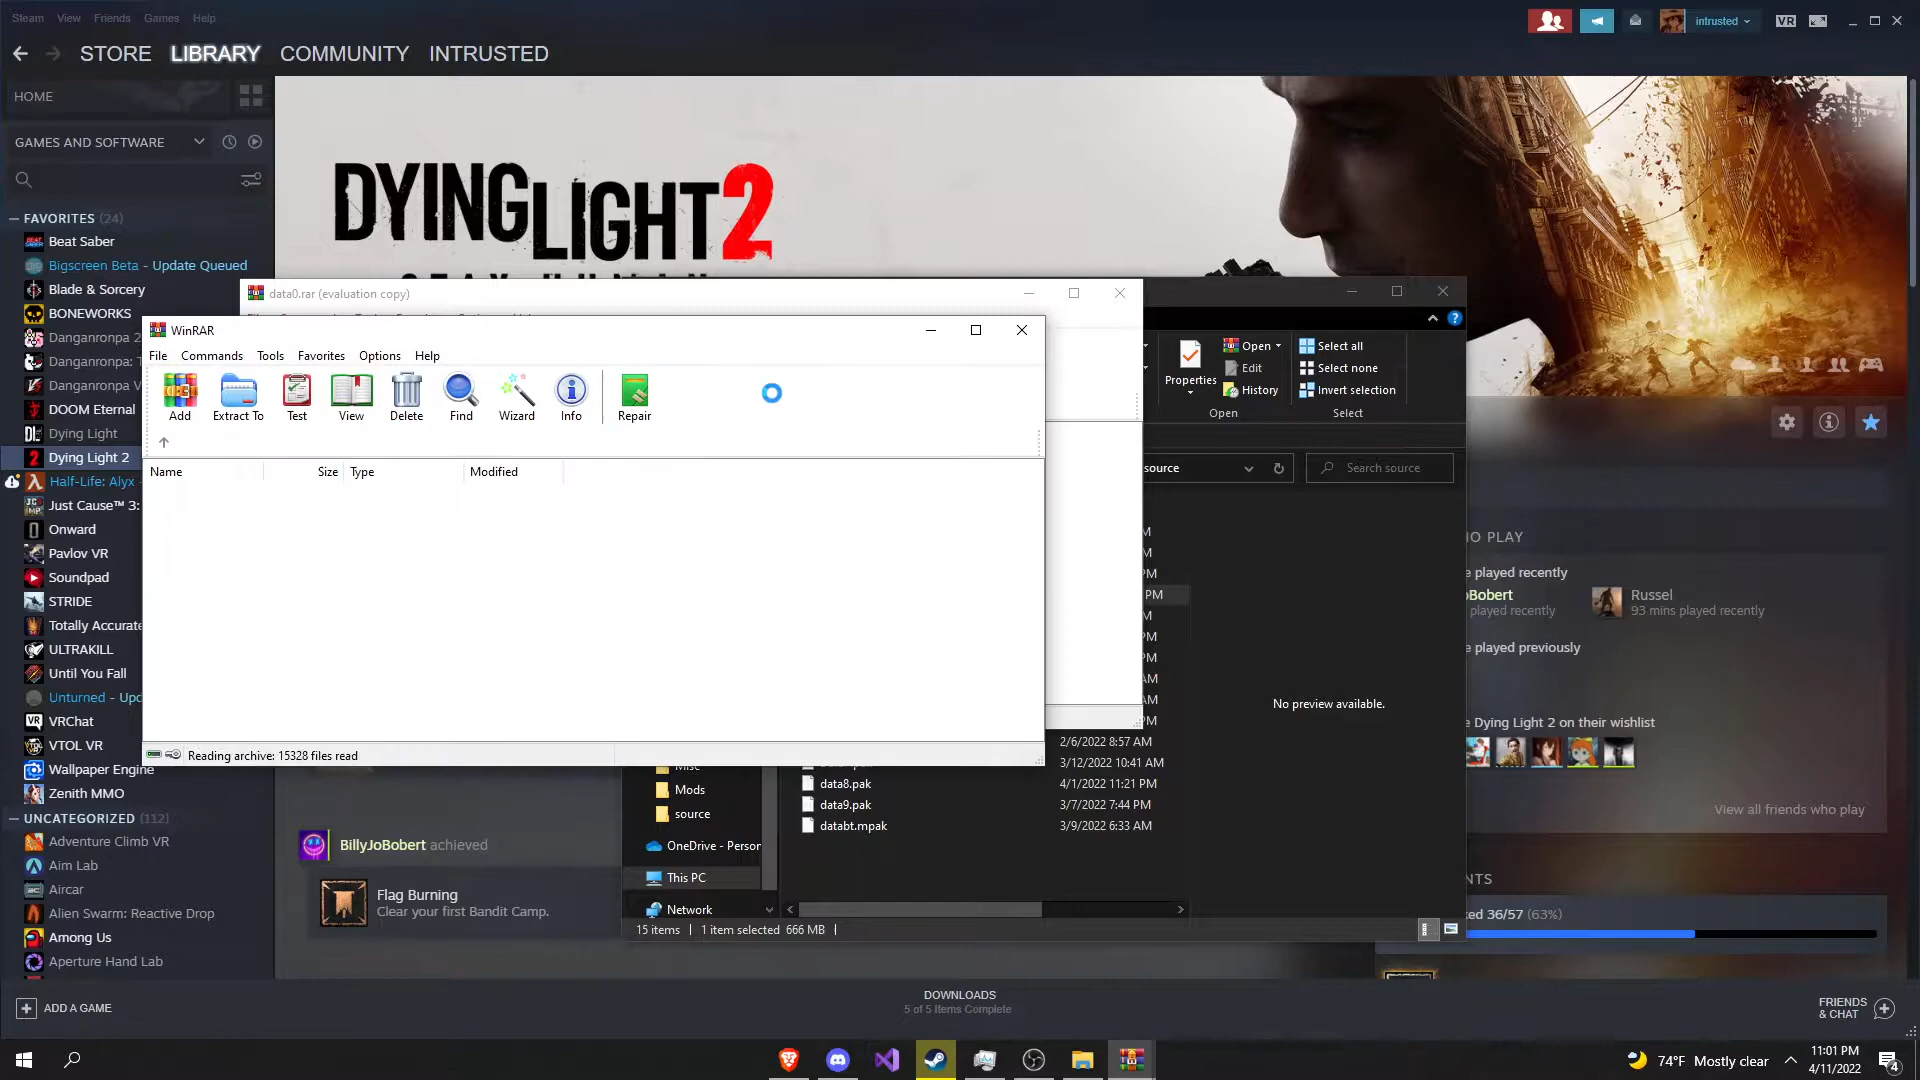 Steam View Friends Games Help
intrusted
VR
STORE LIBRARY COMMUNITY INTRUSTED
HOME
GAMES AND SOFTWARE
FAVORITES (24)
Beat Saber
Bigscreen Beta - Update Queued
Blade & Sorcery
BONEWORKS
Danganronpa 2
Danganronpa: T
Danganronpa V
DOOM Eternal
Dying Light
Dying Light 2
Half-Life: Alyx -
Just Cause™ 3:
Onward
Pavlov VR
Soundpad
STRIDE
Totally Accurate
ULTRAKILL
Until You Fall
Unturned - Upd
VRChat
VTOL VR
Wallpaper Engine
Zenith MMO
UNCATEGORIZED (112)
Adventure Climb VR
Aim Lab
Aircar
Alien Swarm: Reactive Drop
Among Us
Aperture Hand Lab
ADD A GAME
DYING LIGHT 2
data0.rar (evaluation copy)
WinRAR
File Commands Tools Favorites Options Help
Add Extract To Test View Delete Find Wizard Info Repair
Name Size Type Modified
Reading archive: 15328 files read
Properties
Open
Edit
History
Open
Select all
Select none
Invert selection
Select
source
Search source
PM
No preview available.
2/6/2022 8:57 AM
3/12/2022 10:41 AM
data8.pak 4/1/2022 11:21 PM
data9.pak 3/7/2022 7:44 PM
databt.mpak 3/9/2022 6:33 AM
Misc
Mods
source
OneDrive - Person
This PC
Network
15 items 1 item selected 666 MB
BillyJoBobert achieved
Flag Burning
Clear your first Bandit Camp.
O PLAY
e played recently
oBobert
played recently
Russel
93 mins played recently
e played previously
e Dying Light 2 on their wishlist
View all friends who play
NTS
ked 36/57 (63%)
DOWNLOADS
5 of 5 Items Complete
FRIENDS
& CHAT
74°F Mostly clear
11:01 PM
4/11/2022
4